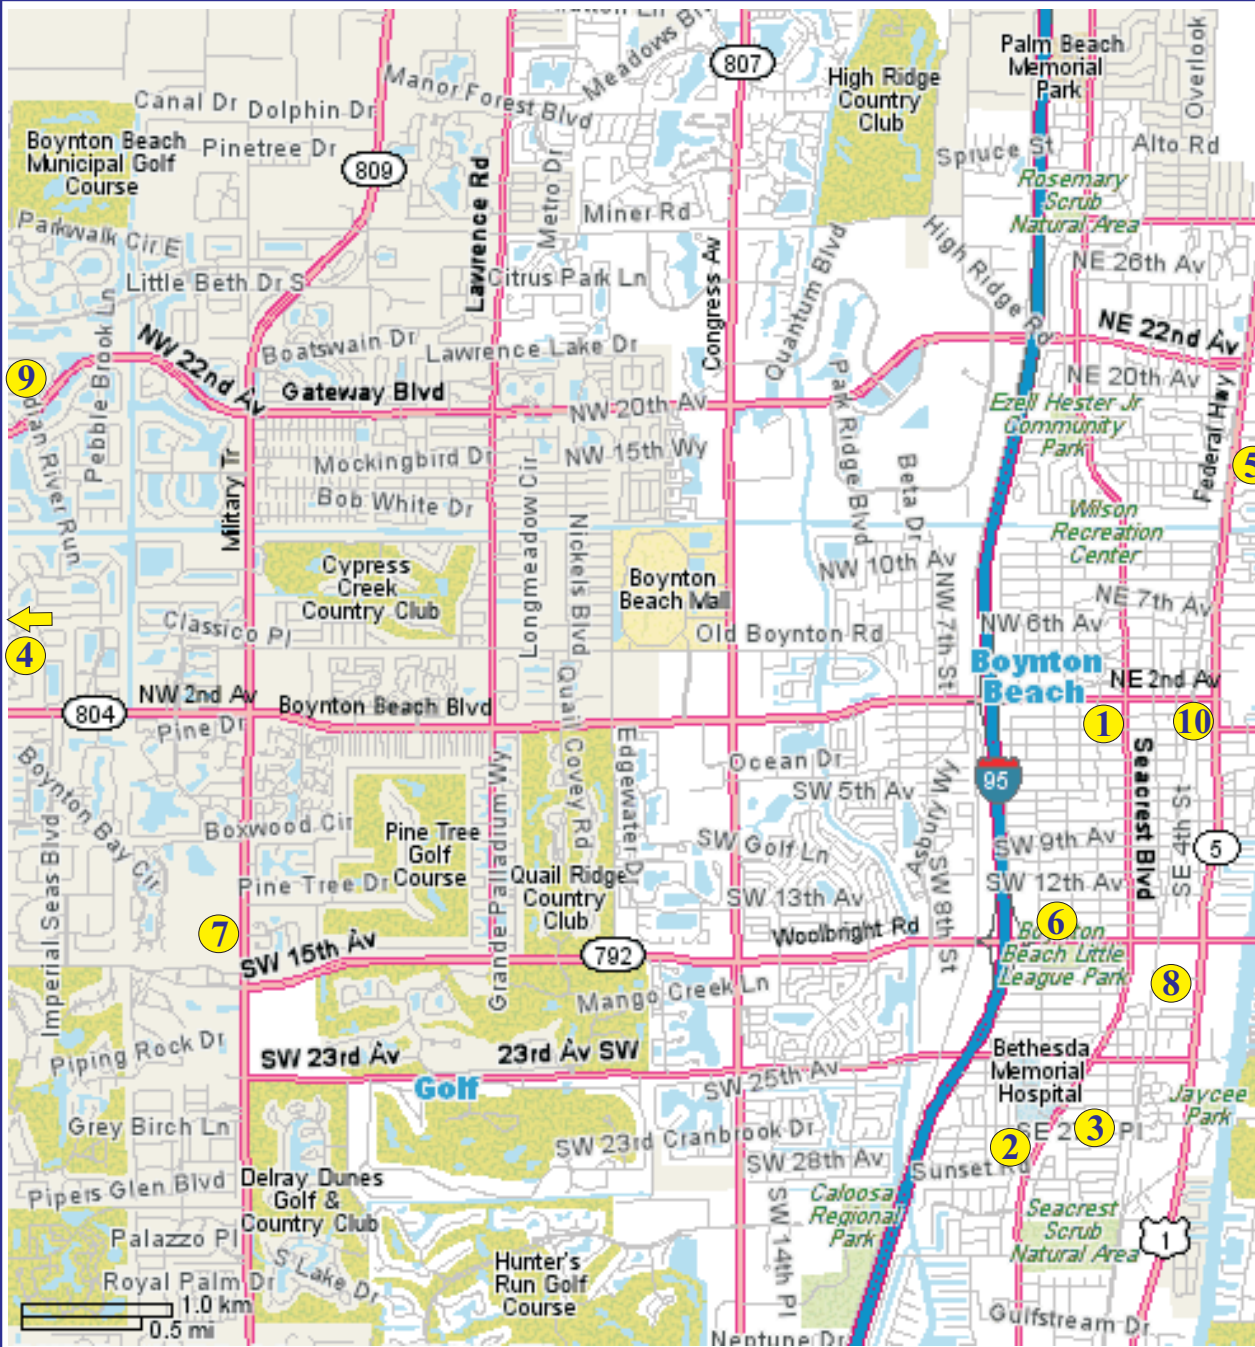 Meadows
Palm Beach
Memorial
Park
807
High Ridge
Country
Club
Overlook
Manor Forest Blvd
Canal Dr
Dolphin Dr
Boynton Beach
Municipal Golf
Course
Pinetree Dr
809
Lawrence Rd
Metro Dr
Spruce St
Alto Rd
Rosemary
Scrub
Natural Area
Miner Rd
Parkwalk Cir E
High Ridge Rd
Congress Av
Quantum Blvd
NE 26th Av
Little Beth Dr S
Citrus Park Ln
Pebble Brook Ln
NW 22nd Av
Boatswain Dr
Lawrence Lake Dr
NE 22nd Av
9
Gateway Blvd
NW 20th Av
Park Ridge Blvd
NE 20th Av
Federal Hwy
Ezell Hester Jr
Community
Park
River Run
Military Tr
Mockingbird Dr
Longmeadow Cir
NW 15th Wy
Beta Dr
5
Bob White Dr
Nickels Blvd
Wilson
Recreation
Center
Cypress
Creek
Country Club
Boynton
Beach Mall
NW 10th Av
NW 7th St
NE 7th Av
Classico Pl
Old Boynton Rd
NW 6th Av
4
Boynton
Beach
NE 2nd Av
804
NW 2nd Av
Boynton Beach Blvd
Quail Covey Rd
1
10
Pine Dr
Edgewater Dr
Ocean Dr
Seacrest Blvd
95
Boynton Bay Cir
Grande Palladium Wy
SW 5th Av
Asbury Wy
SE 4th St
Boxwood Cir
Pine Tree
Golf
Course
SW Golf Ln
SW 9th Av
5
Imperial Seas Blvd
Pine Tree Dr
Quail Ridge
Country
Club
SW 13th Av
SW 8th St
SW 12th Av
7
SW 15th Av
792
Woolbright Rd
6
Beach Little
League Park
Mango Creek Ln
8
Piping Rock Dr
SW 23rd Av
23rd Av SW
Golf
SW 25th Av
Bethesda
Memorial
Hospital
Jaycee
Park
Grey Birch Ln
SW 23rd
Cranbrook Dr
2
3
Pl
SW 28th Av
Sunset Rd
Pipers Glen Blvd
Delray Dunes
Golf &
Country Club
SW 14th Pl
Caloosa
Regional
Park
Seacrest
Scrub
Natural Area
1
Palazzo Pl
S Lake Dr
Hunter's
Run Golf
Course
Royal Palm Dr
1.0 km
0.5 mi
Gulfstream Dr
Neptune Dr